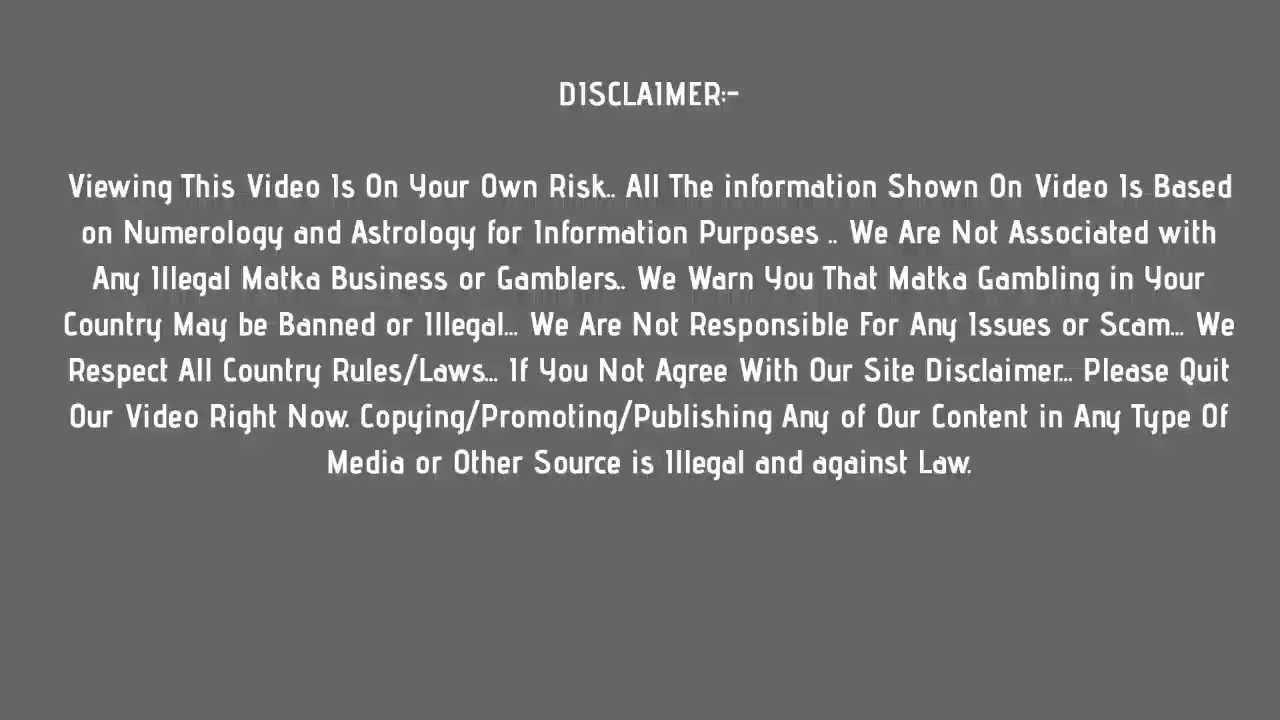 DISCLAIMER:-
Viewing This Video Is On Your Own Risk.. All The information Shown On Video Is Based
on Numerology and Astrology for Information Purposes .. We Are Not Associated with
Any Illegal Matka Business or Gamblers.. We Warn You That Matka Gambling in Your
Country May be Banned or Illegal... We Are Not Responsible For Any Issues or Scam... We
Respect All Country Rules/Laws... If You Not Agree With Our Site Disclaimer... Please Quit
Our Video Right Now. Copying/Promoting/Publishing Any of Our Content in Any Type Of
Media or Other Source is Illegal and against Law.